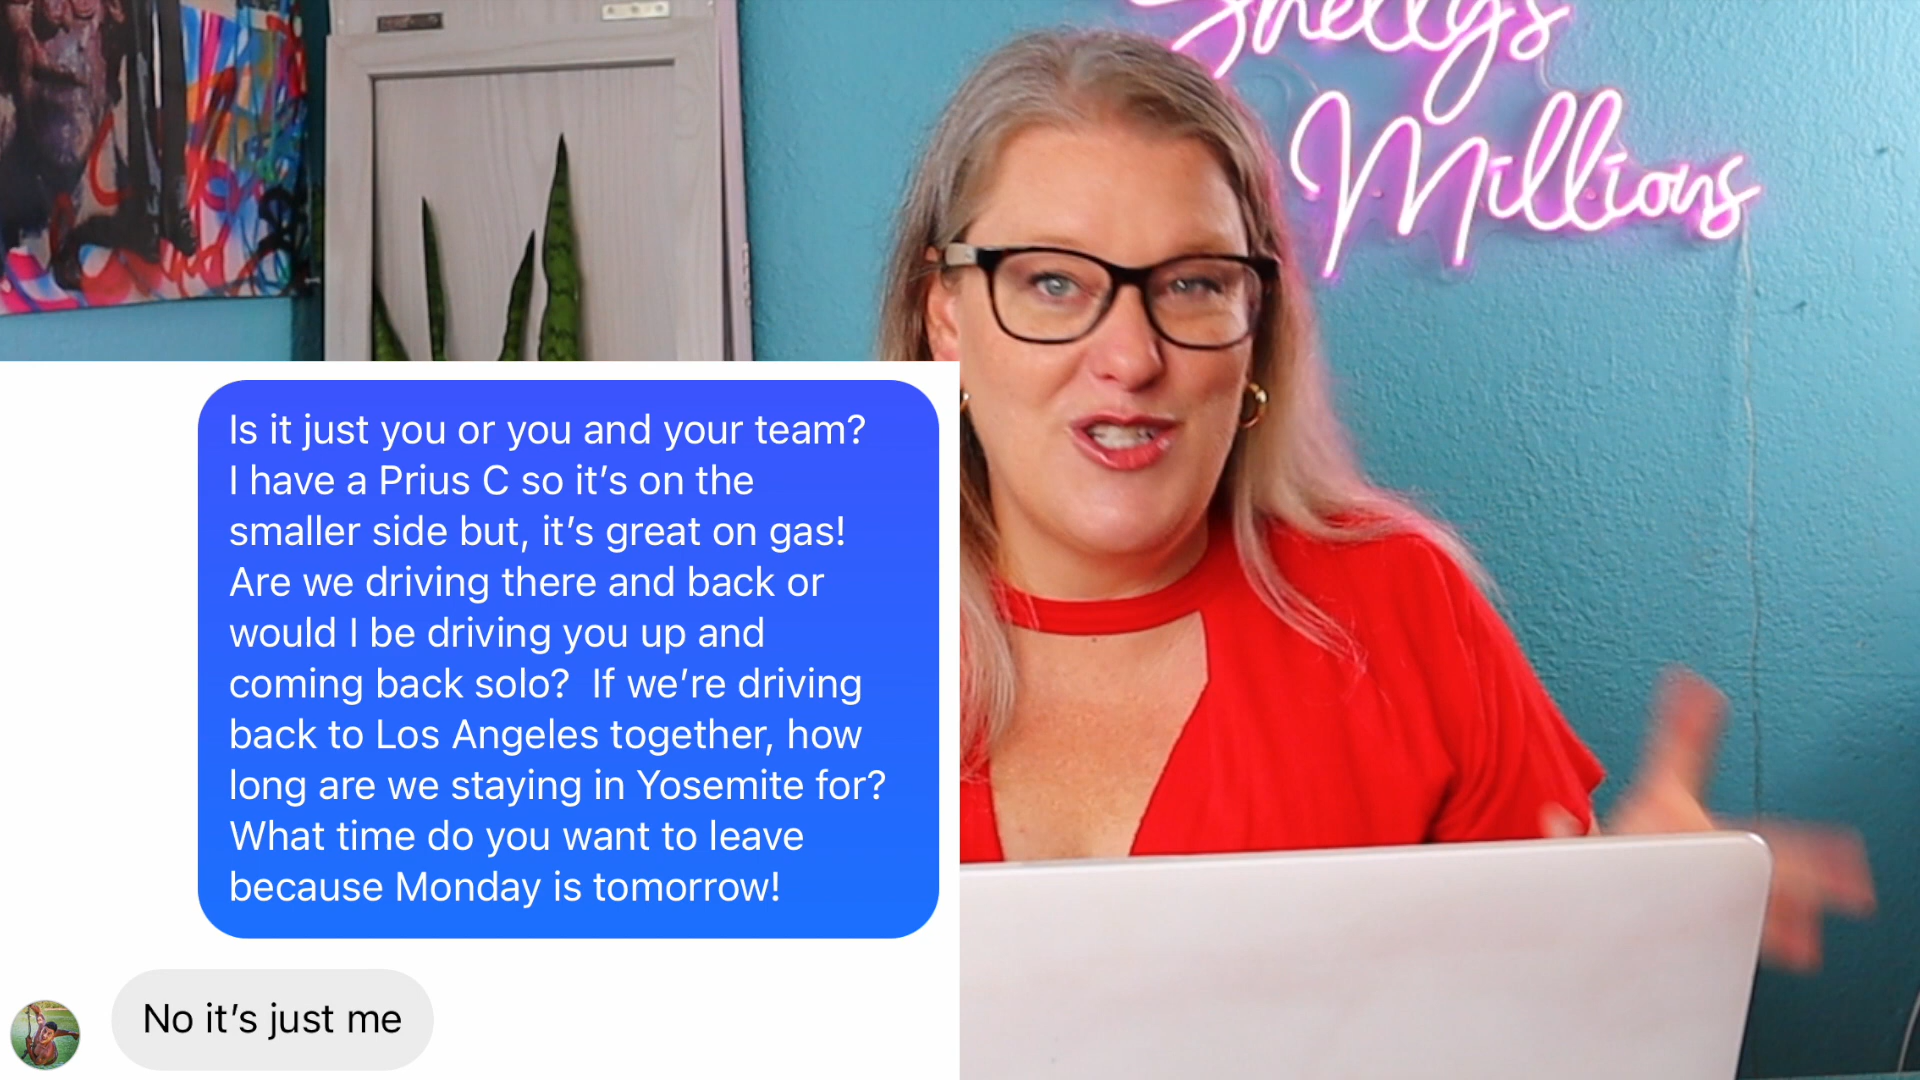 Shelly's
Millions
Is it just you or you and your team?
I have a Prius C so it’s on the
smaller side but, it’s great on gas!
Are we driving there and back or
would I be driving you up and
coming back solo?  If we’re driving
back to Los Angeles together, how
long are we staying in Yosemite for?
What time do you want to leave
because Monday is tomorrow!
No it’s just me